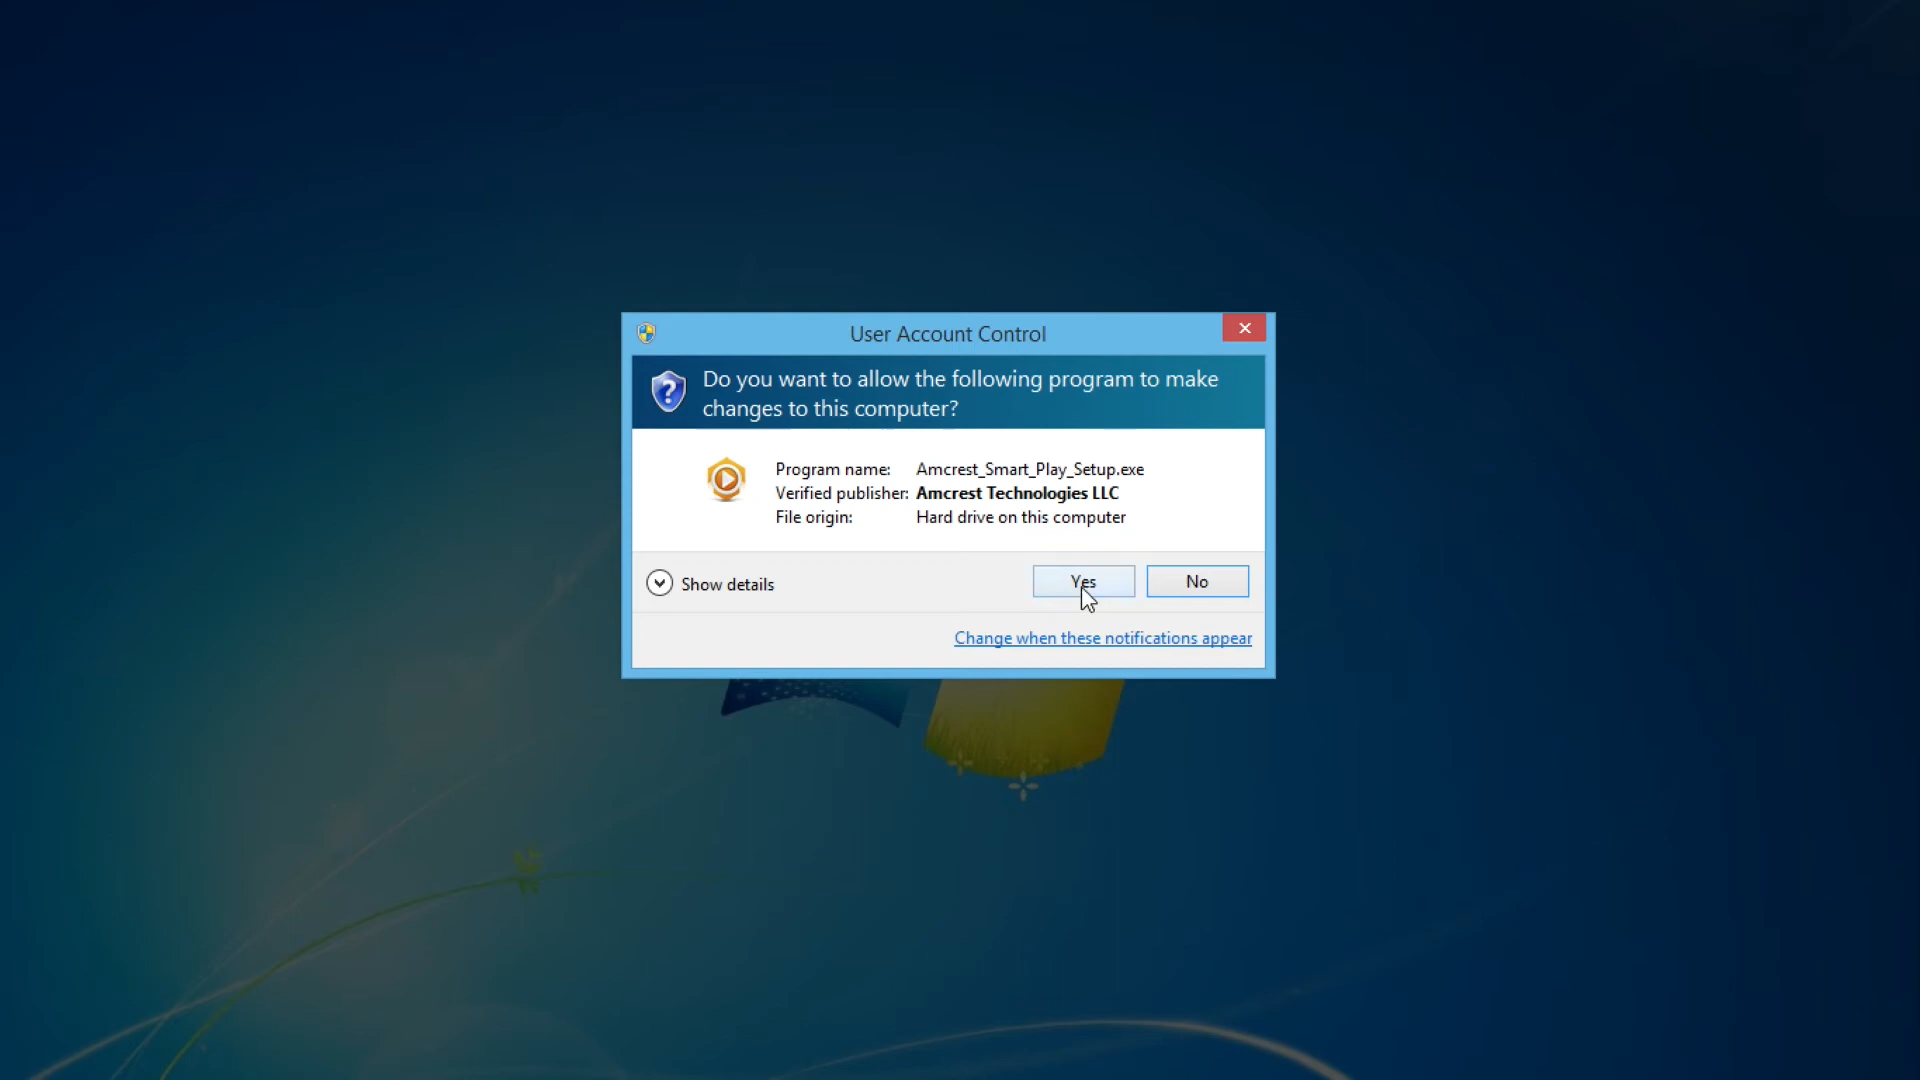 User Account Control
Do you want to allow the following program to make
changes to this computer?
Program name: Amcrest_Smart_Play_Setup.exe
Verified publisher: Amcrest Technologies LLC
File origin: Hard drive on this computer
Show details
Yes
No
Change when these notifications appear